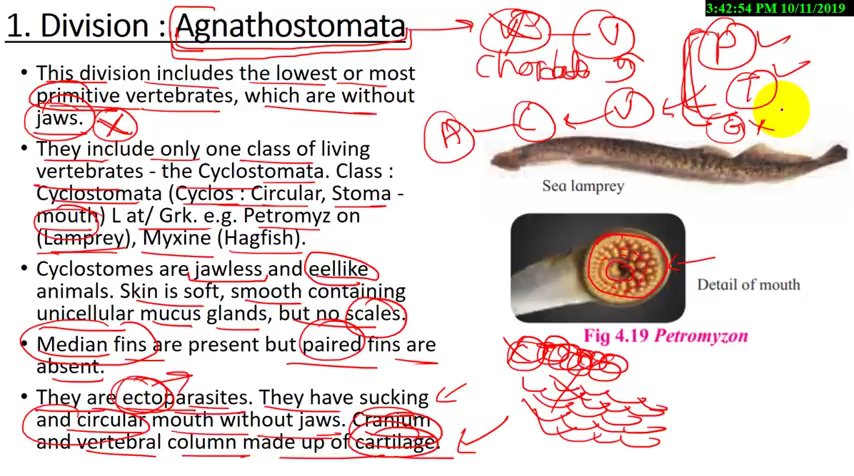 3:42:54 PM 10/11/2019
1. Division : Agnathostomata
• This division includes the lowest or most
primitive vertebrates, which are without
jaws.
• They include only one class of living
vertebrates - the Cyclostomata. Class :
Cyclostomata (Cyclos : Circular, Stoma -
mouth) L at/ Grk. e.g. Petromyz on
(Lamprey), Myxine (Hagfish).
• Cyclostomes are jawless and eellike
animals. Skin is soft, smooth containing
unicellular mucus glands, but no scales.
• Median fins are present but paired fins are
absent.
• They are ectoparasites. They have sucking
and circular mouth without jaws. Cranium
and vertebral column made up of cartilage.
V
P
T
G x
A
C
V
Sea lamprey
Detail of mouth
Fig 4.19 Petromyzon